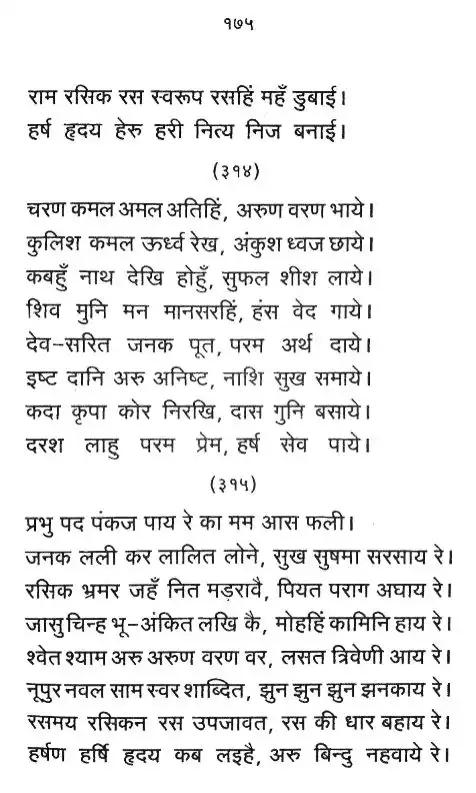 १७५
राम रसिक रस स्वरूप रसहिं महँ डुबाई।
हर्ष हृदय हेरु हरी नित्य निज बनाई।
(३१४)
चरण कमल अमल अतिहिं, अरुण वरण भाये।
कुलिश कमल ऊर्ध्व रेख, अंकुश ध्वज छाये।
कबहुँ नाथ देखि होहुँ, सुफल शीश लाये।
शिव मुनि मन मानसरहिं, हंस वेद गाये।
देव-सरित जनक पूत, परम अर्थ दाये।
इष्ट दानि अरु अनिष्ट, नाशि सुख समाये।
कदा कृपा कोर निरखि, दास गुनि बसाये।
दरश लाहु परम प्रेम, हर्ष सेव पाये।
(३१५)
प्रभु पद पंकज पाय रे का मम आस फली।
जनक लली कर लालित लोने, सुख सुषमा सरसाय रे।
रसिक भ्रमर जहँ नित मड़रावै, पियत पराग अघाय रे।
जासु चिन्ह भू-अंकित लखि कै, मोहहिं कामिनि हाय रे।
श्वेत श्याम अरु अरुण वरण वर, लसत त्रिवेणी आय रे।
नूपुर नवल साम स्वर शाब्दित, झुन झुन झुन झनकाय रे।
रसमय रसिकन रस उपजावत, रस की धार बहाय रे।
हर्षण हर्षि हृदय कब लइहै, अरु बिन्दु नहवाये रे।